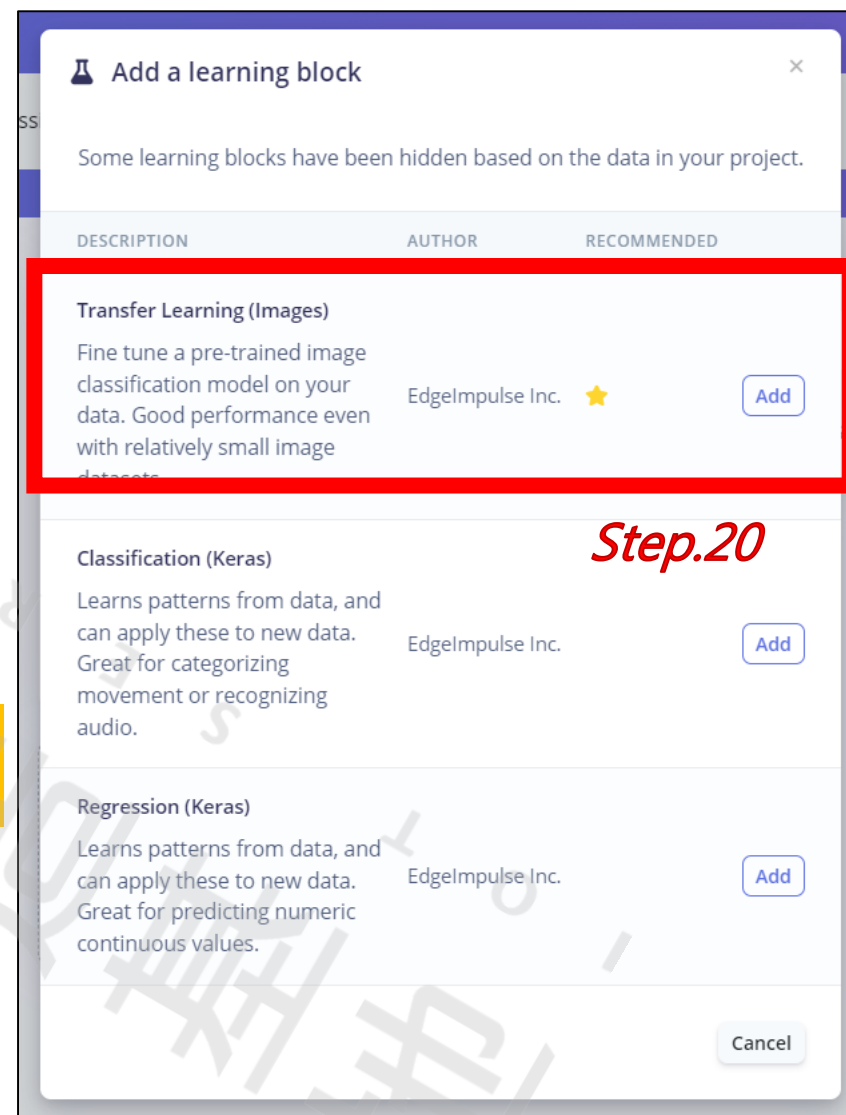 Add a learning block
×
ss
Some learning blocks have been hidden based on the data in your project.
DESCRIPTION AUTHOR RECOMMENDED
Transfer Learning (Images)
Fine tune a pre-trained image
classification model on your
data. Good performance even
with relatively small image
datasets.
EdgeImpulse Inc.
Add
Step.20
Classification (Keras)
Learns patterns from data, and
can apply these to new data.
Great for categorizing
movement or recognizing
audio.
EdgeImpulse Inc.
Add
Regression (Keras)
Learns patterns from data, and
can apply these to new data.
Great for predicting numeric
continuous values.
EdgeImpulse Inc.
Add
Cancel